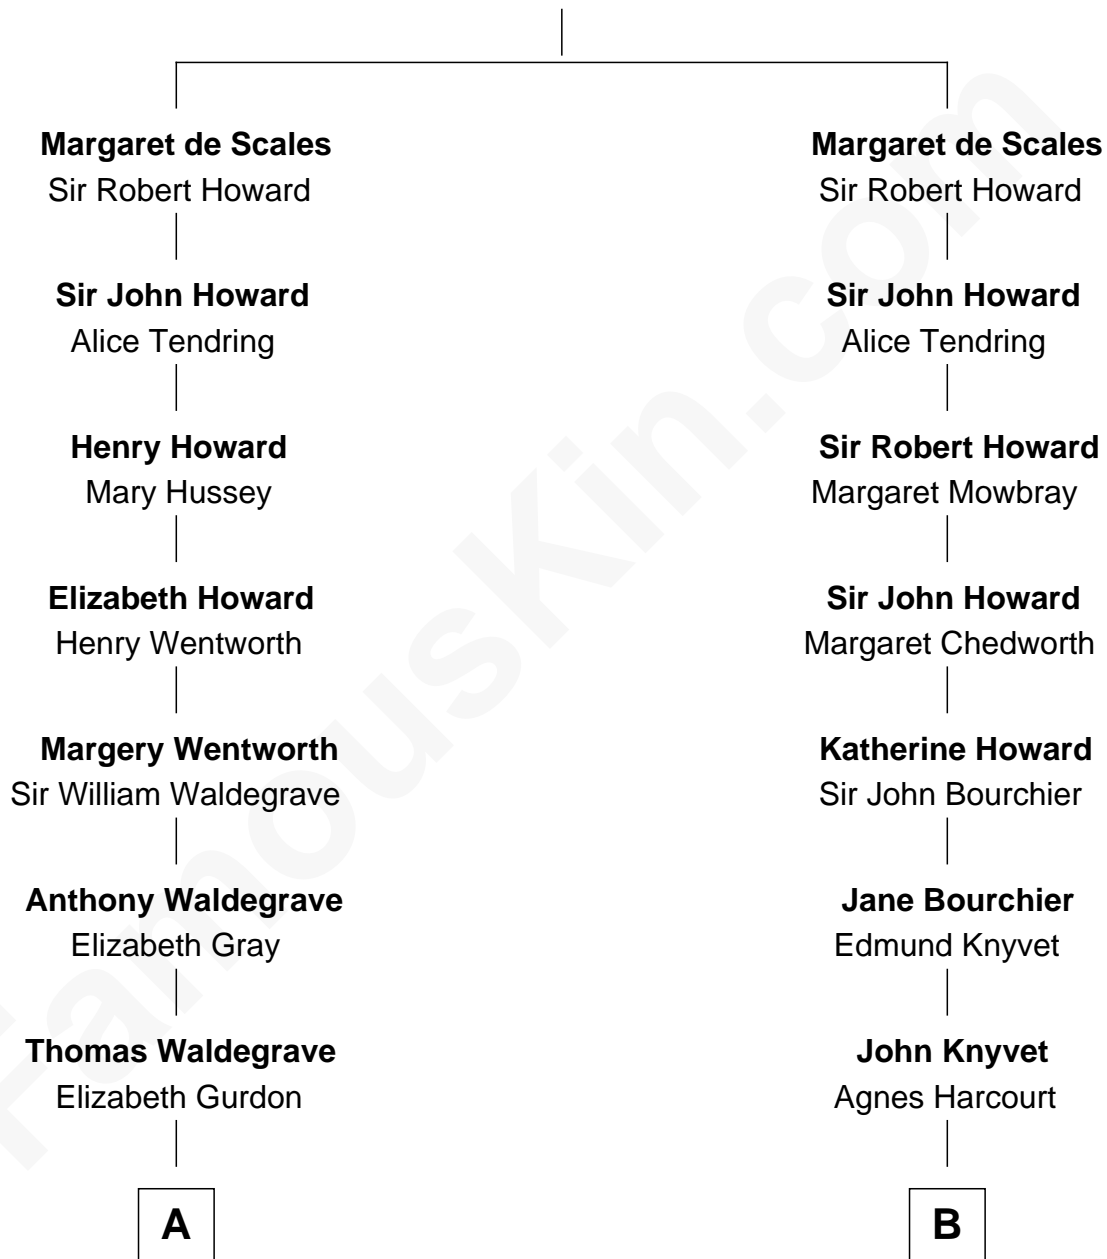 Margaret de Scales
Sir Robert Howard
Sir John Howard
Alice Tendring
Henry Howard
Mary Hussey
Elizabeth Howard
Henry Wentworth
Margery Wentworth
Sir William Waldegrave
Anthony Waldegrave
Elizabeth Gray
Thomas Waldegrave
Elizabeth Gurdon
A
Margaret de Scales
Sir Robert Howard
Sir John Howard
Alice Tendring
Sir Robert Howard
Margaret Mowbray
Sir John Howard
Margaret Chedworth
Katherine Howard
Sir John Bourchier
Jane Bourchier
Edmund Knyvet
John Knyvet
Agnes Harcourt
B
FamousKin.com